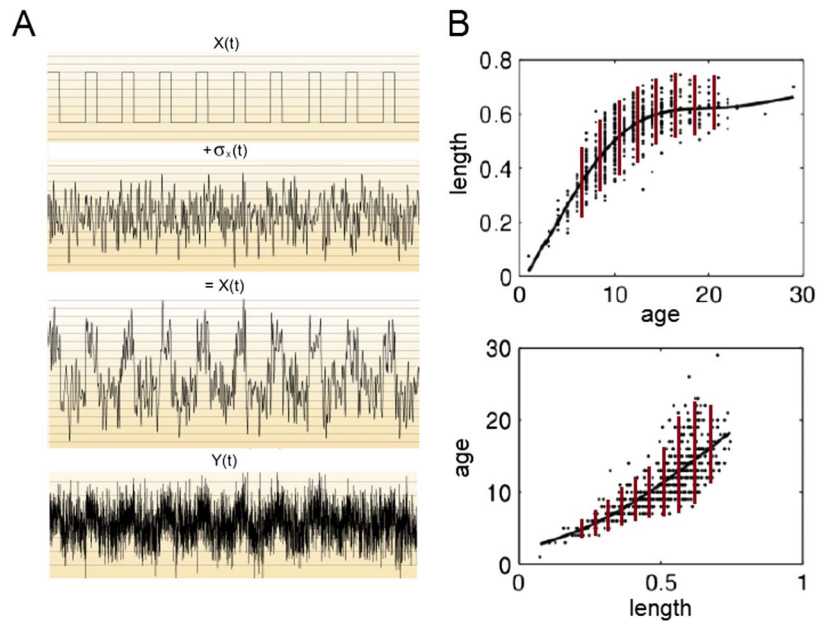 A
X(t)
+σx(t)
= X(t)
Y(t)
B
0.8
0.6
0.4
0.2
0
0 10 20 30
length
age
30
20
10
0
0 0.5 1
age
length